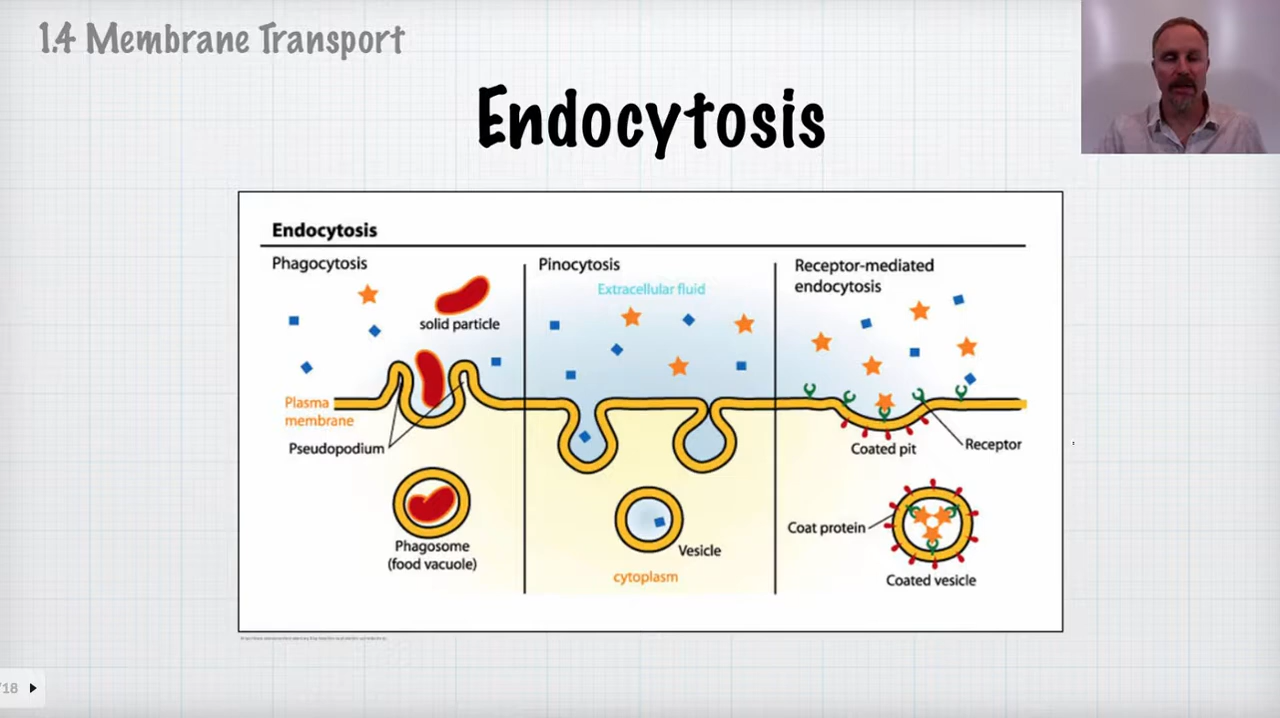 1.4 Membrane Transport
Endocytosis
Endocytosis
Phagocytosis
solid particle
Plasma
membrane
Pseudopodium
Phagosome
(food vacuole)
Pinocytosis
Extracellular fluid
Vesicle
cytoplasm
Receptor-mediated
endocytosis
Coated pit
Receptor
Coat protein
Coated vesicle
/18